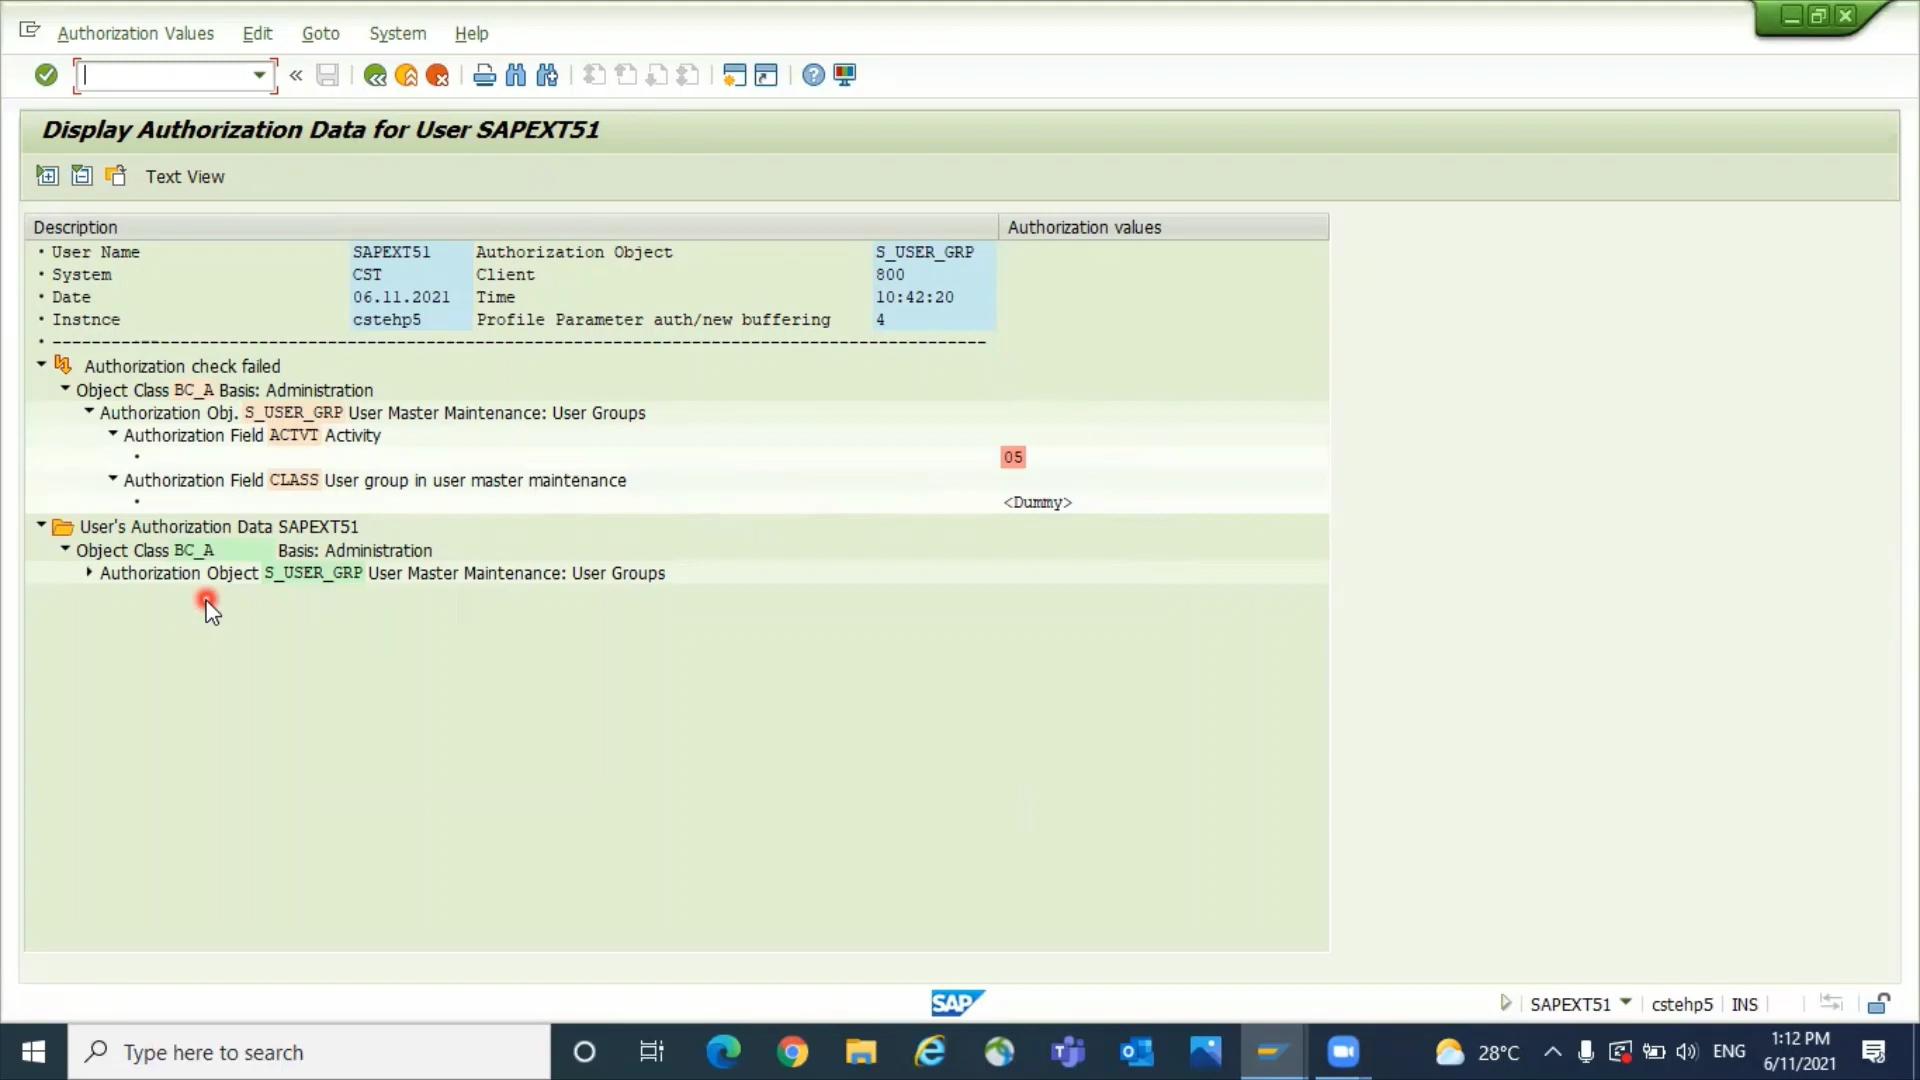 Authorization Values Edit Goto System Help
Display Authorization Data for User SAPEXT51
Text View
Description Authorization values
User Name SAPEXT51 Authorization Object S_USER_GRP
System CST Client 800
Date 06.11.2021 Time 10:42:20
Instnce cstehp5 Profile Parameter auth/new buffering 4
Authorization check failed
Object Class BC_A Basis: Administration
Authorization Obj. S_USER_GRP User Master Maintenance: User Groups
Authorization Field ACTVT Activity
05
Authorization Field CLASS User group in user master maintenance
<Dummy>
User's Authorization Data SAPEXT51
Object Class BC_A Basis: Administration
Authorization Object S_USER_GRP User Master Maintenance: User Groups
SAP
SAPEXT51 cstehp5 INS
Type here to search
28°C ENG
1:12 PM
6/11/2021